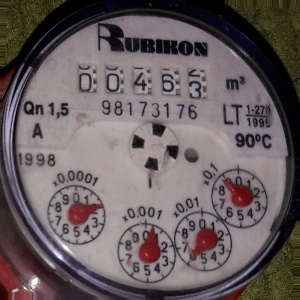 RUBIKON
00463 m³
Qn 1,5 98173176 LT 1-270
1995
A 90ºC
1998
x0,0001 x0,001 x0,01 x0,1